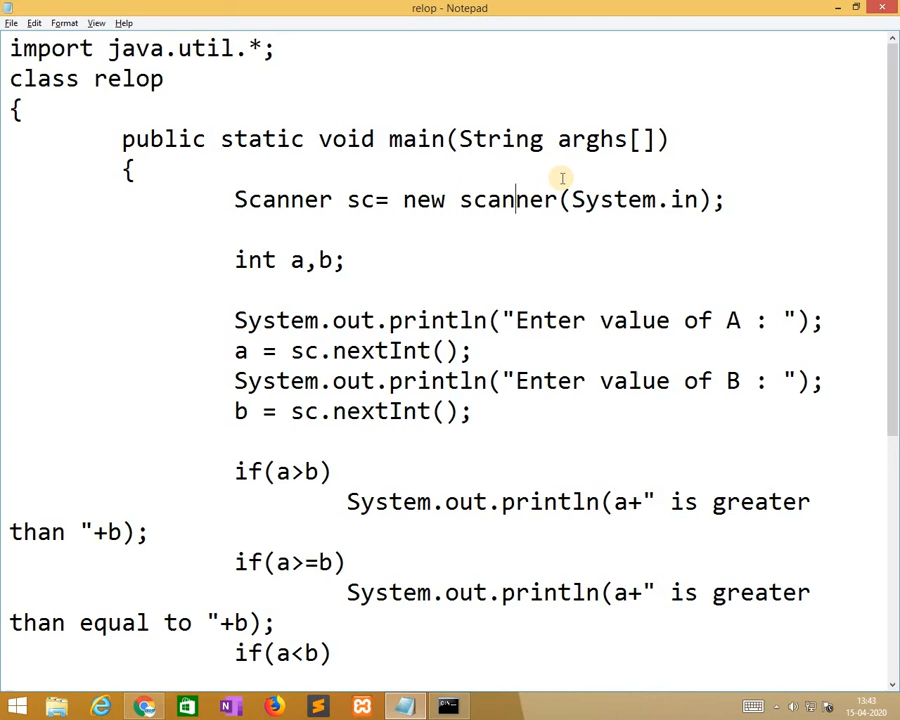 relop - Notepad
File Edit Format View Help
import java.util.*;
class relop
{
public static void main(String arghs[])
{
Scanner sc= new scanner(System.in);
int a,b;
System.out.println("Enter value of A : ");
a = sc.nextInt();
System.out.println("Enter value of B : ");
b = sc.nextInt();
if(a>b)
System.out.println(a+" is greater
than "+b);
if(a>=b)
System.out.println(a+" is greater
than equal to "+b);
if(a<b)
13:43
15-04-2020